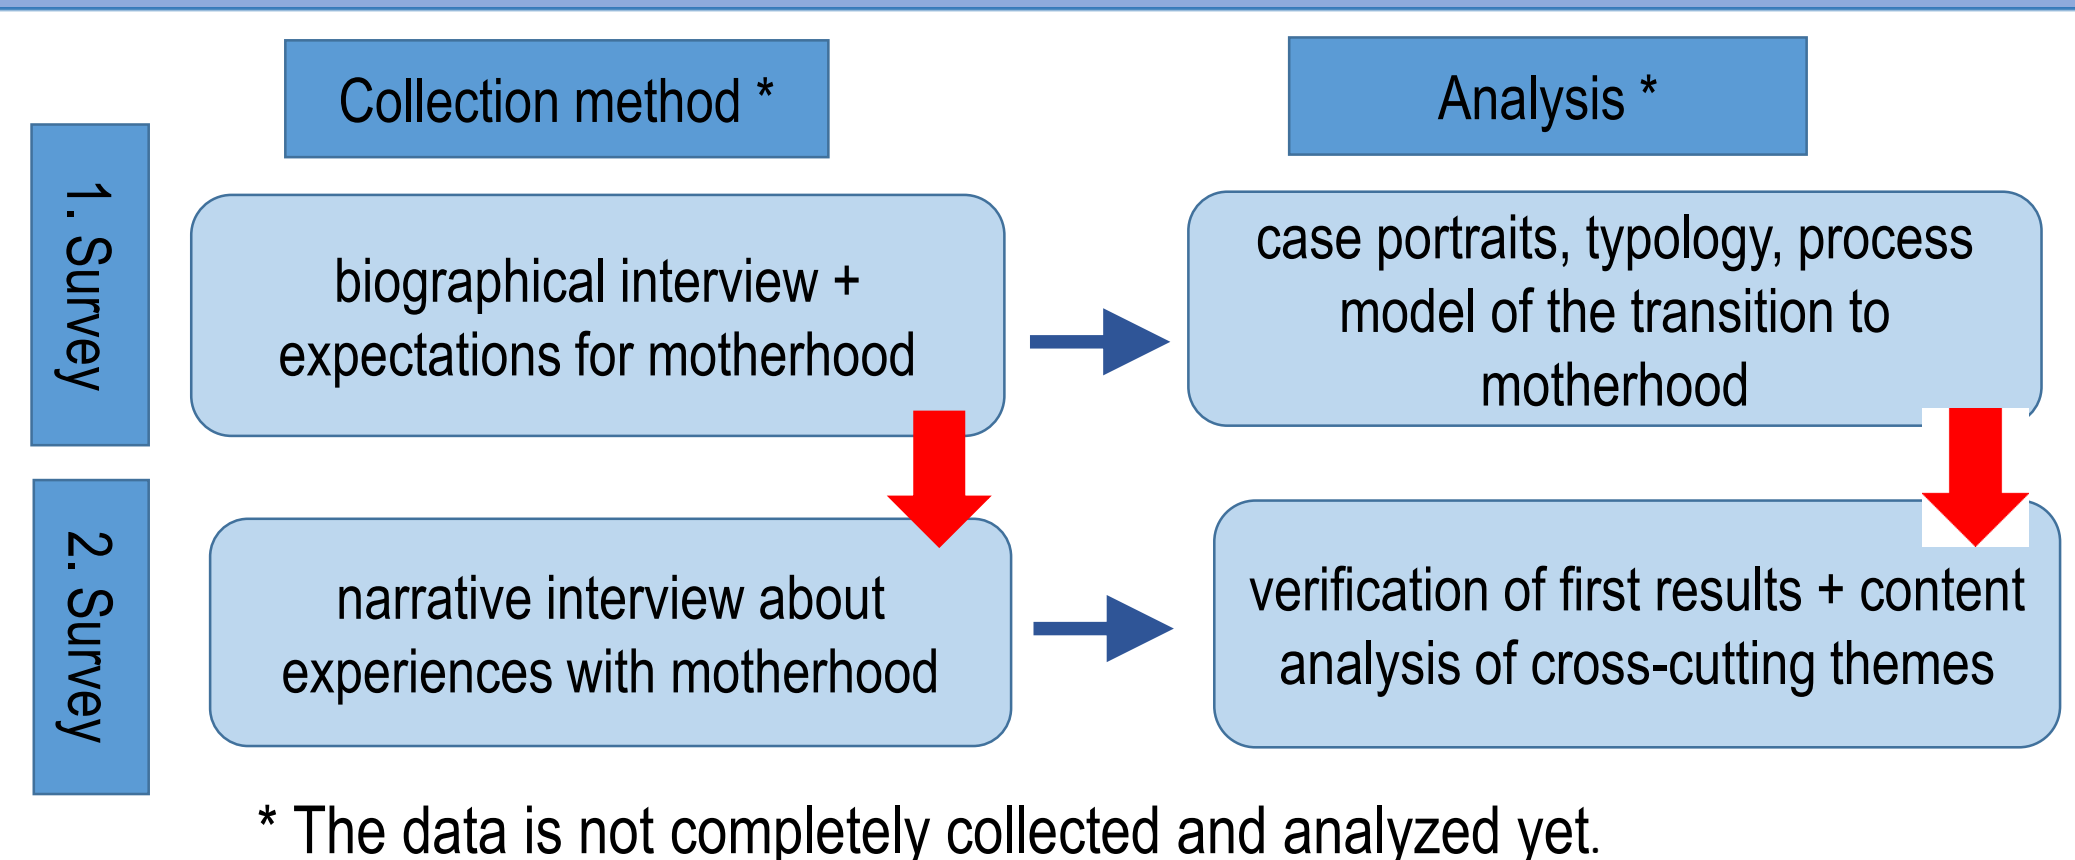 Collection method *
Analysis *
1. Survey
biographical interview +
expectations for motherhood
case portraits, typology, process
model of the transition to
motherhood
2. Survey
narrative interview about
experiences with motherhood
verification of first results + content
analysis of cross-cutting themes
* The data is not completely collected and analyzed yet.